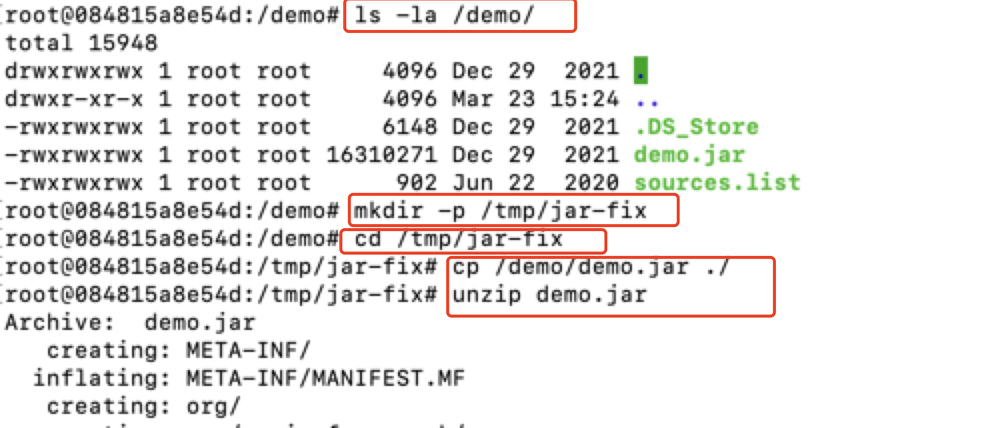 [root@084815a8e54d:/demo# ls -la /demo/
total 15948
drwxrwxrwx 1 root root 4096 Dec 29 2021 .
drwxr-xr-x 1 root root 4096 Mar 23 15:24 ..
-rwxrwxrwx 1 root root 6148 Dec 29 2021 .DS_Store
-rwxrwxrwx 1 root root 16310271 Dec 29 2021 demo.jar
-rwxrwxrwx 1 root root 902 Jun 22 2020 sources.list
[root@084815a8e54d:/demo# mkdir -p /tmp/jar-fix
[root@084815a8e54d:/demo# cd /tmp/jar-fix
[root@084815a8e54d:/tmp/jar-fix# cp /demo/demo.jar ./
[root@084815a8e54d:/tmp/jar-fix# unzip demo.jar
Archive: demo.jar
creating: META-INF/
inflating: META-INF/MANIFEST.MF
creating: org/